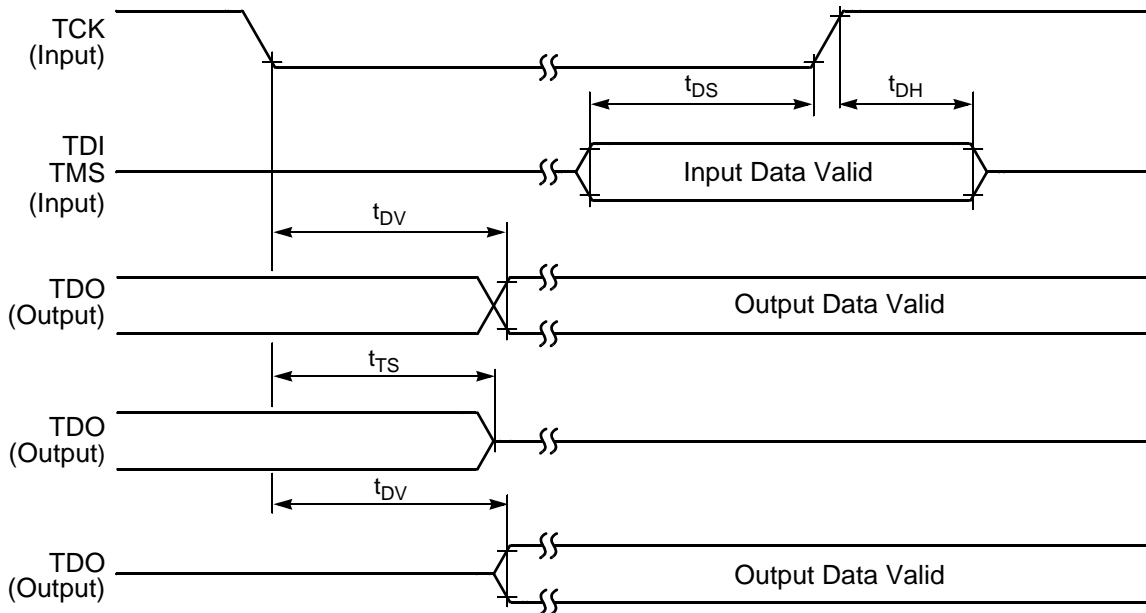 TCK
(Input)
tDS
tDH
TDI
TMS
(Input)
Input Data Valid
tDV
TDO
(Output)
Output Data Valid
tTS
TDO
(Output)
tDV
TDO
(Output)
Output Data Valid